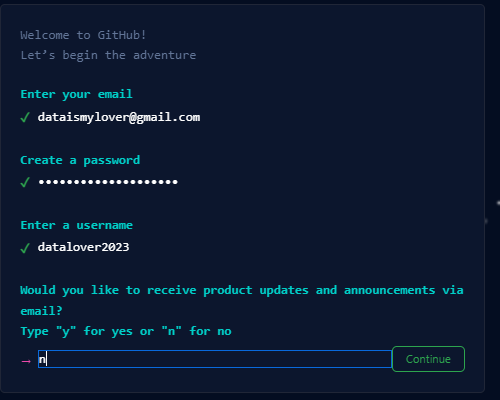 Welcome to GitHub!
Let’s begin the adventure
Enter your email
✓ dataismylover@gmail.com
Create a password
✓ ••••••••••••••••••••
Enter a username
✓ datalover2023
Would you like to receive product updates and announcements via
email?
Type "y" for yes or "n" for no
→ n Continue